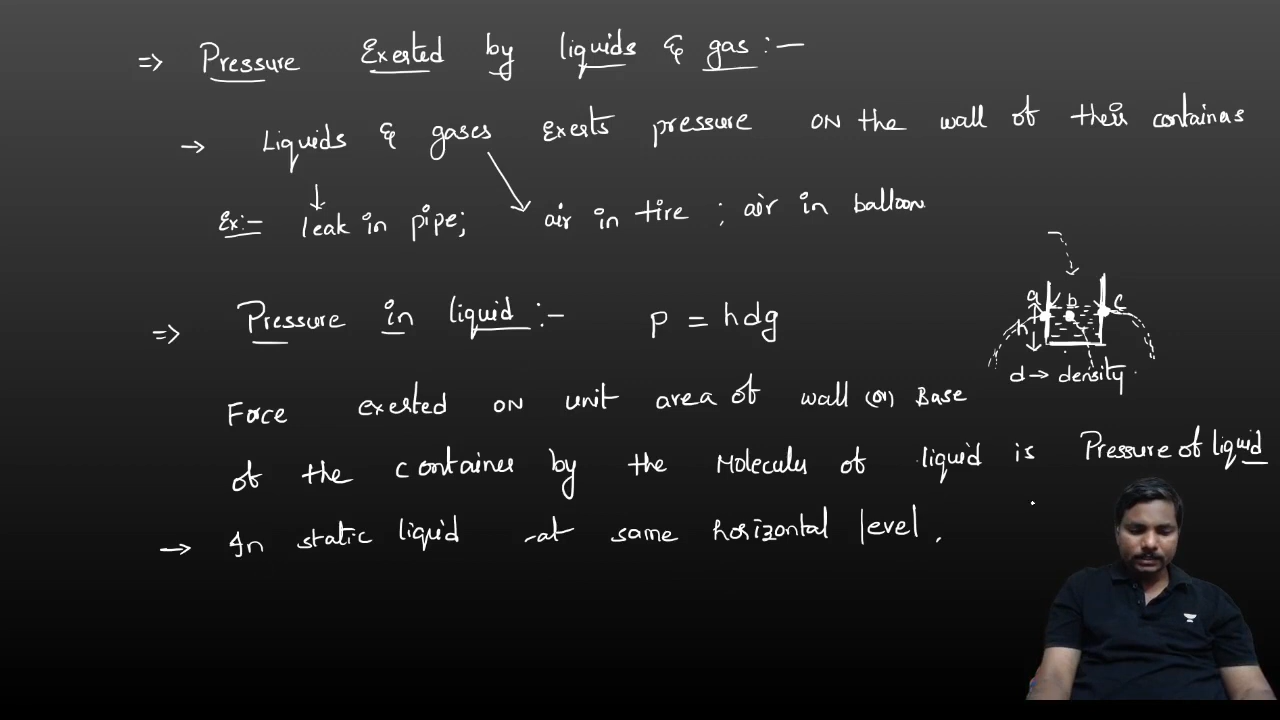 ⇒ Pressure Exerted by liquids & gas :—
→ Liquids & gases exerts pressure ON the wall of their containers
Ex:— leak in pipe; air in tire ; air in balloon
⇒ Pressure in liquid :— P = hdg
a b c
h
d → density
Force exerted ON unit area of wall (or) Base
of the container by the Molecules of liquid is Pressure of liquid
→ In static liquid at same horizontal level,